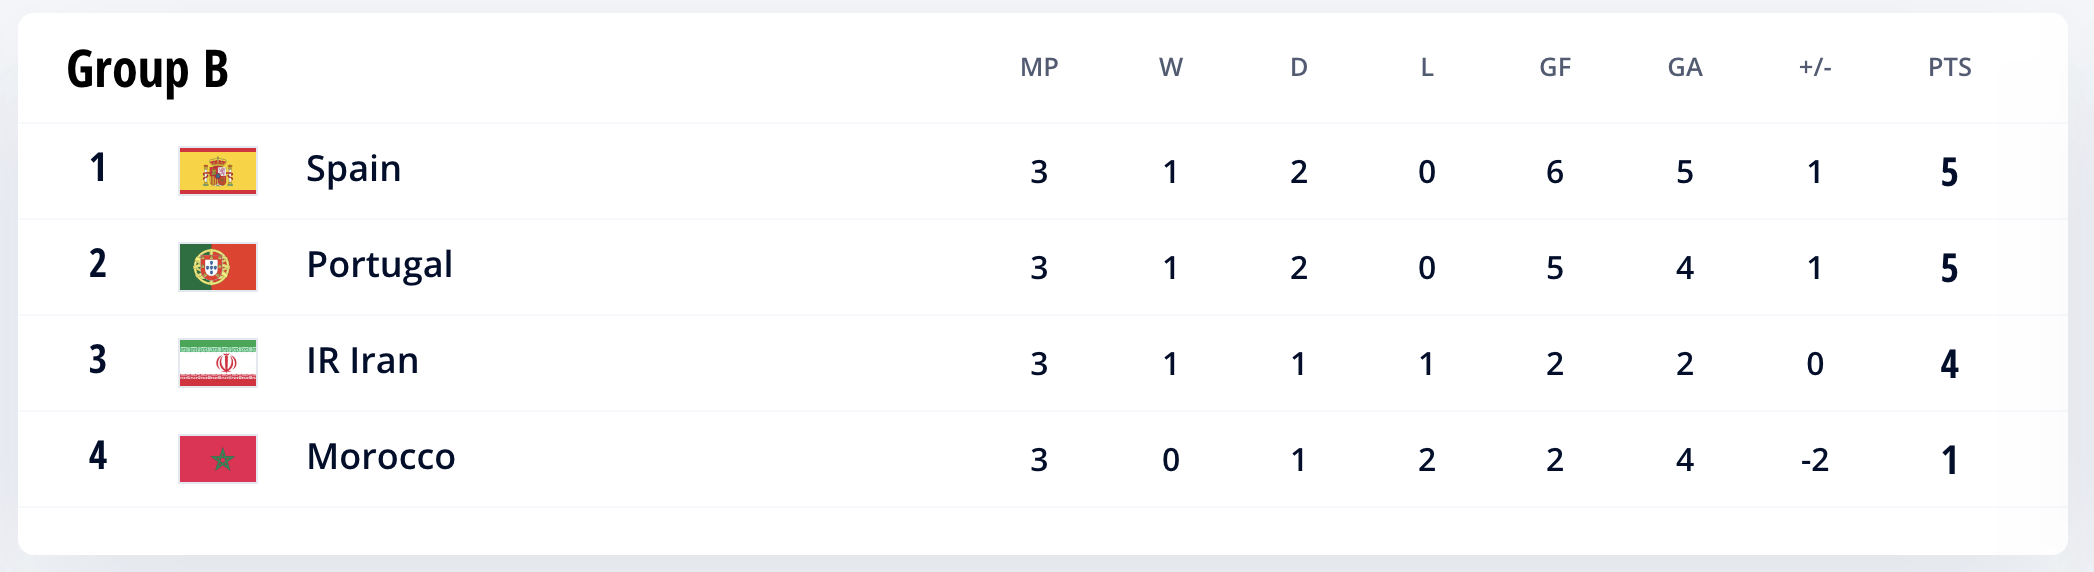 Group B MP W D L GF GA +/- PTS
1 Spain 3 1 2 0 6 5 1 5
2 Portugal 3 1 2 0 5 4 1 5
3 IR Iran 3 1 1 1 2 2 0 4
4 Morocco 3 0 1 2 2 4 -2 1